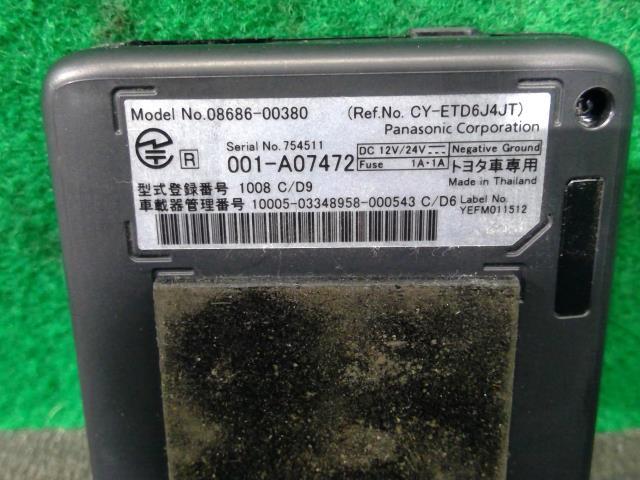 Model No.08686-00380 (Ref.No. CY-ETD6J4JT)
Panasonic Corporation
R
Serial No.754511
001-A07472
DC 12V/24V Negative Ground
Fuse 1A・1A
トヨタ車専用
Made in Thailand
型式登録番号 1008 C/D9
車載器管理番号 10005-03348958-000543 C/D6
Label No.
YEFM011512